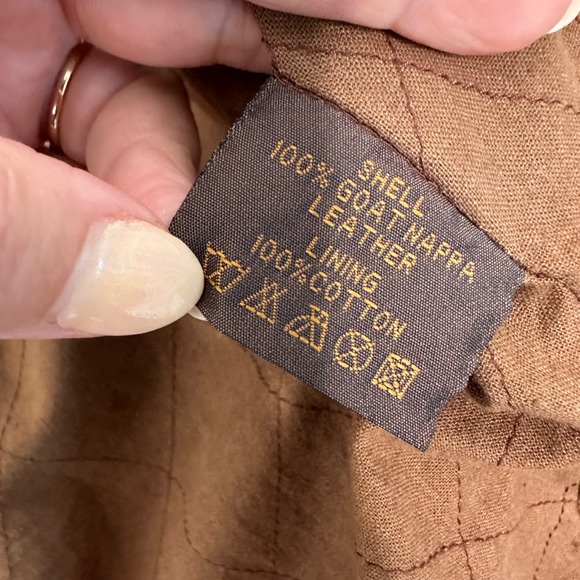 SHELL
100% GOAT NAPPA
LEATHER
LINING
100% COTTON